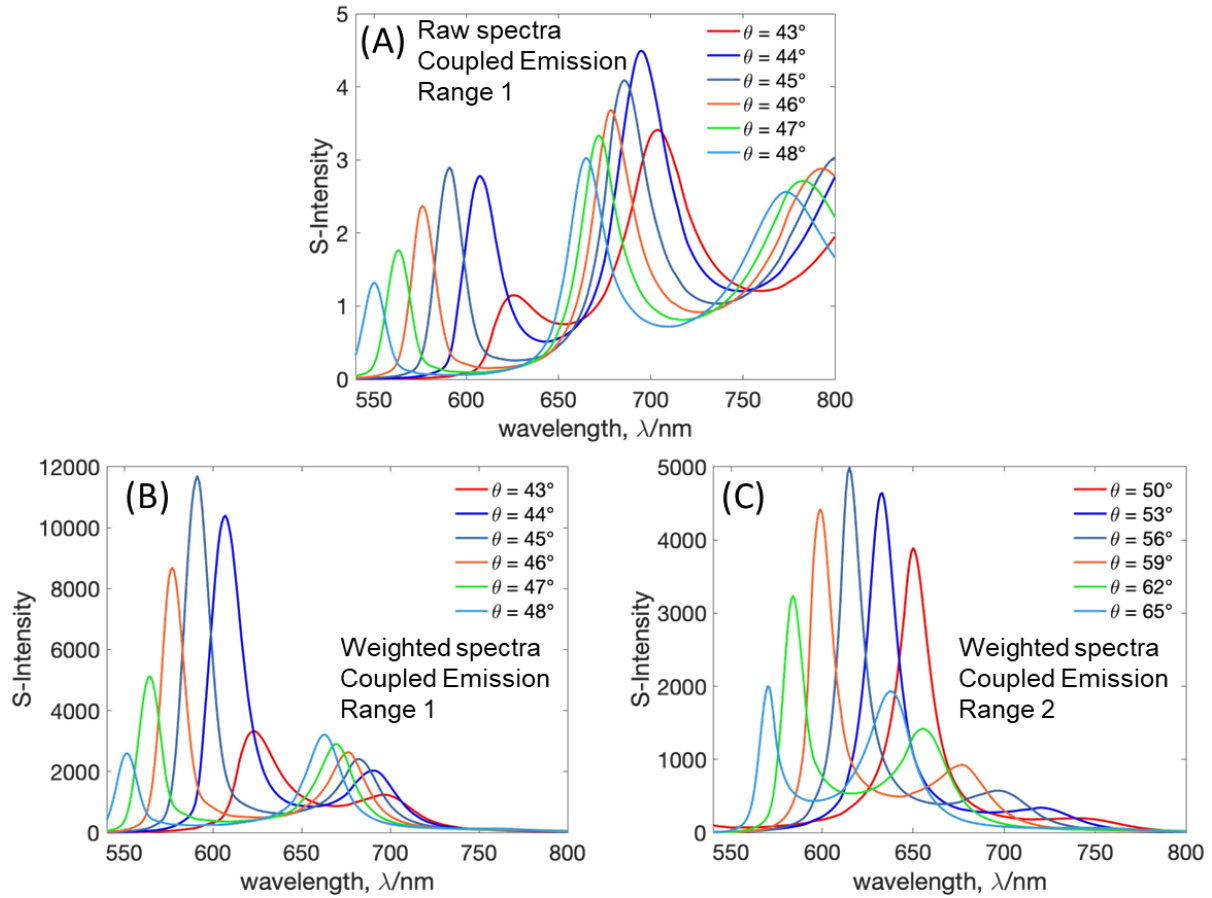 (A)
Raw spectra
Coupled Emission
Range 1
θ = 43°
θ = 44°
θ = 45°
θ = 46°
θ = 47°
θ = 48°
S-Intensity
5
4
3
2
1
0
550 600 650 700 750 800
wavelength, λ/nm
(B)
θ = 43°
θ = 44°
θ = 45°
θ = 46°
θ = 47°
θ = 48°
Weighted spectra
Coupled Emission
Range 1
S-Intensity
12000
10000
8000
6000
4000
2000
0
540 600 650 700 800
wavelength, λ/nm
(C)
θ = 50°
θ = 53°
θ = 56°
θ = 59°
θ = 62°
θ = 65°
Weighted spectra
Coupled Emission
Range 2
S-Intensity
5000
4000
3000
2000
1000
0
540 600 650 700 800
wavelength, λ/nm